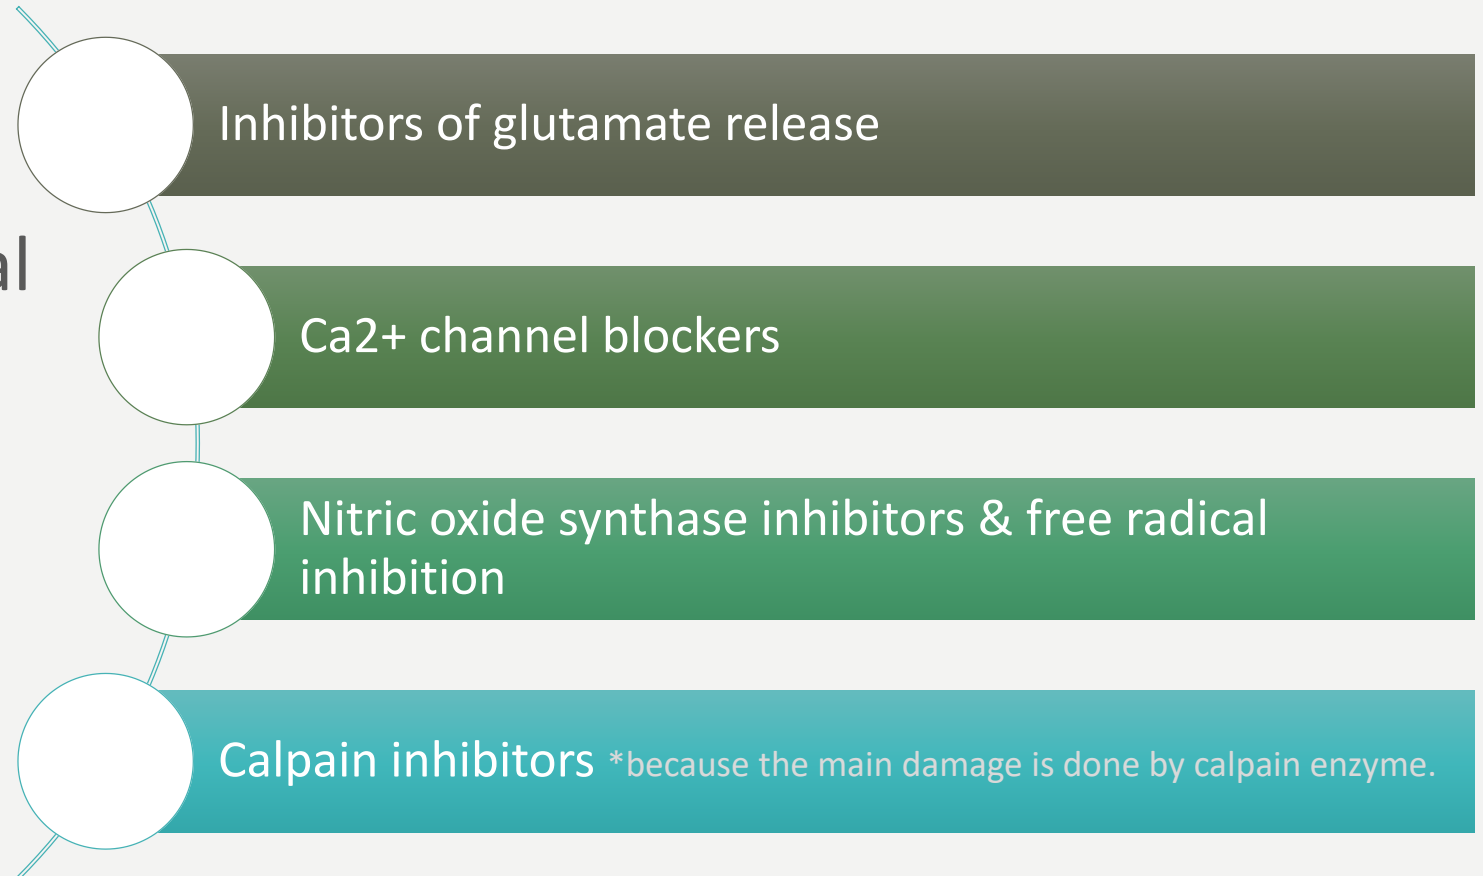 Inhibitors of glutamate release
al
Ca2+ channel blockers
Nitric oxide synthase inhibitors & free radical
inhibition
Calpain inhibitors *because the main damage is done by calpain enzyme.